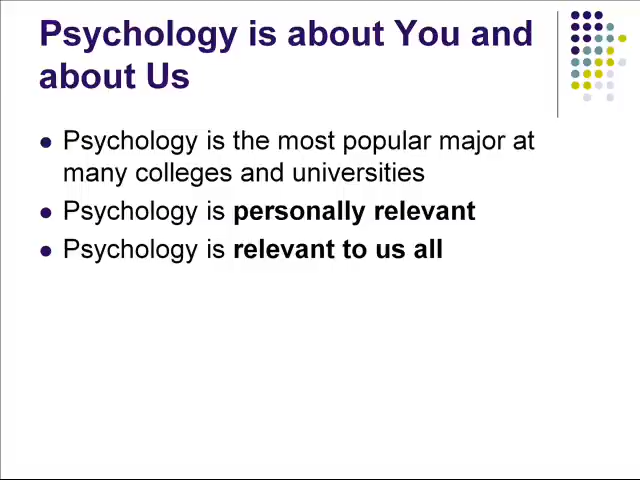 Psychology is about You and
about Us
Psychology is the most popular major at
many colleges and universities
Psychology is personally relevant
Psychology is relevant to us all